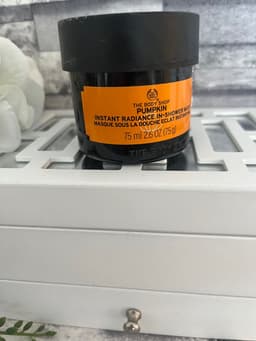 THE BODY SHOP
PUMPKIN
INSTANT RADIANCE IN-SHOWER
MASQUE SOUS LA DOUCHE ECLAT
75 ml 2.6 OZ (75g)